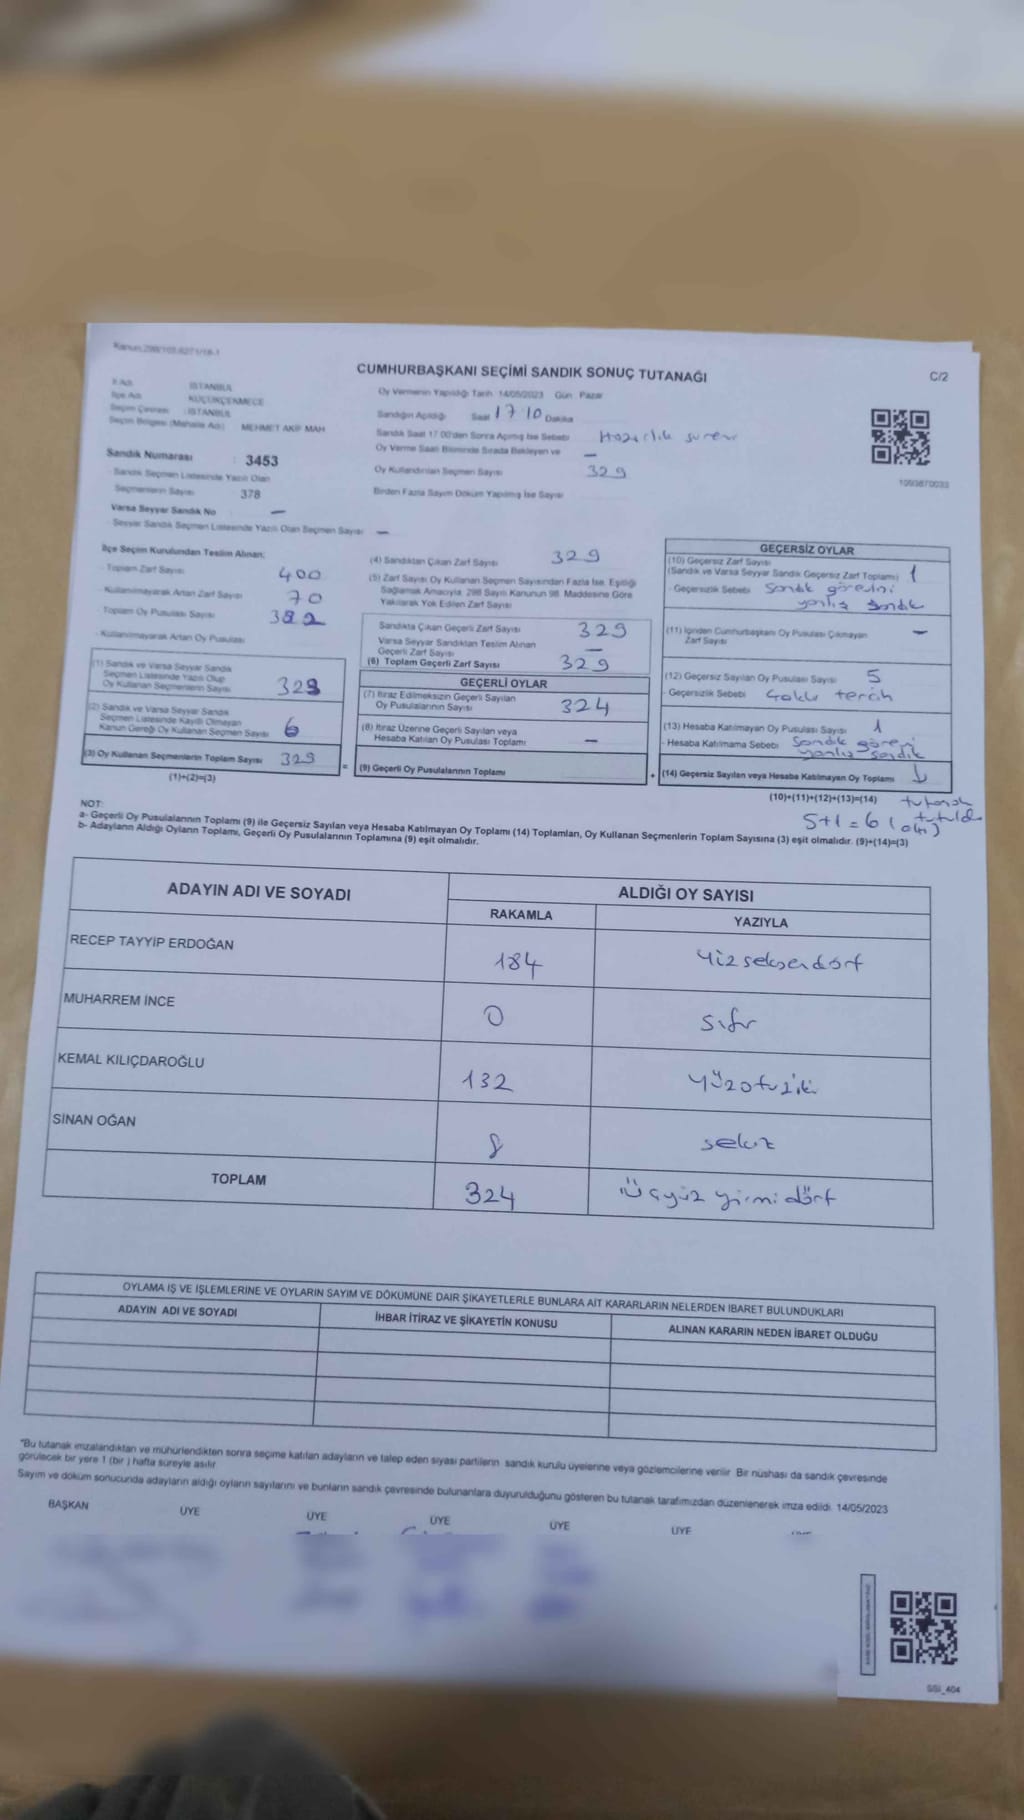 Kanun:298/105,6271/18-1
CUMHURBAŞKANI SEÇİMİ SANDIK SONUÇ TUTANAĞI
C/2
İl Adı : İSTANBUL
İlçe Adı : KÜÇÜKÇEKMECE
Seçim Çevresi : İSTANBUL
Seçim Bölgesi (Mahalle Adı) : MEHMET AKİF MAH
Sandık Numarası : 3453
Sandık Seçmen Listesinde Yazılı Olan
Seçmenlerin Sayısı : 378
Varsa Seyyar Sandık No —
Seyyar Sandık Seçmen Listesinde Yazılı Olan Seçmen Sayısı —
Oy Vermenin Yapıldığı Tarih 14/05/2023 Gün Pazar
Sandığın Açıldığı Saat 17 10 Dakika
Sandık Saat 17:00'den Sonra Açılmış İse Sebebi Hazırlık süresi
Oy Verme Saati Bitiminde Sırada Bekleyen ve —
Oy Kullandırılan Seçmen Sayısı 329
Birden Fazla Sayım Döküm Yapılmış İse Sayısı
1093870033
İlçe Seçim Kurulundan Teslim Alınan;
- Toplam Zarf Sayısı 400
- Kullanılmayarak Artan Zarf Sayısı 70
- Toplam Oy Pusulası Sayısı 382
- Kullanılmayarak Artan Oy Pusulası
(1) Sandık ve Varsa Seyyar Sandık
Seçmen Listesinde Yazılı Olup
Oy Kullanan Seçmenlerin Sayısı 329
(2) Sandık ve Varsa Seyyar Sandık
Seçmen Listesinde Kayıtlı Olmayan
Kanun Gereği Oy Kullanan Seçmen Sayısı
(3) Oy Kullanan Seçmenlerin Toplam Sayısı 329
(1)+(2)=(3)
(4) Sandıktan Çıkan Zarf Sayısı 329
(5) Zarf Sayısı Oy Kullanan Seçmen Sayısından Fazla İse, Eşitliği
Sağlamak Amacıyla, 298 Sayılı Kanunun 98. Maddesine Göre
Yakılarak Yok Edilen Zarf Sayısı
Sandıkta Çıkan Geçerli Zarf Sayısı 329
Varsa Seyyar Sandıktan Teslim Alınan
Geçerli Zarf Sayısı —
(6) Toplam Geçerli Zarf Sayısı 329
GEÇERLİ OYLAR
(7) İtiraz Edilmeksizin Geçerli Sayılan
Oy Pusulalarının Sayısı 324
(8) İtiraz Üzerine Geçerli Sayılan veya
Hesaba Katılan Oy Pusulası Toplamı —
= (9) Geçerli Oy Pusulalarının Toplamı
GEÇERSİZ OYLAR
(10) Geçersiz Zarf Sayısı
(Sandık ve Varsa Seyyar Sandık Geçersiz Zarf Toplamı) 1
- Geçersizlik Sebebi Sandık görevlisi
yanlış sandık
(11) İçinden Cumhurbaşkanı Oy Pusulası Çıkmayan
Zarf Sayısı —
(12) Geçersiz Sayılan Oy Pusulası Sayısı 5
- Geçersizlik Sebebi Çoklu tercih
(13) Hesaba Katılmayan Oy Pusulası Sayısı 1
- Hesaba Katılmama Sebebi Sandık görevlisi
yanlış sandık
+ (14) Geçersiz Sayılan veya Hesaba Katılmayan Oy Toplamı
(10)+(11)+(12)+(13)=(14) tutanak
tutuldu
5+1=6 (altı)
NOT:
a- Geçerli Oy Pusulalarının Toplamı (9) ile Geçersiz Sayılan veya Hesaba Katılmayan Oy Toplamı (14) Toplamları, Oy Kullanan Seçmenlerin Toplam Sayısına (3) eşit olmalıdır. (9)+(14)=(3)
b- Adayların Aldığı Oyların Toplamı, Geçerli Oy Pusulalarının Toplamına (9) eşit olmalıdır.
ADAYIN ADI VE SOYADI ALDIĞI OY SAYISI
RAKAMLA YAZIYLA
RECEP TAYYİP ERDOĞAN 184 yüzseksendört
MUHARREM İNCE 0 sıfır
KEMAL KILIÇDAROĞLU 132 yüzotuziki
SİNAN OĞAN 8 sekiz
TOPLAM 324 üçyüz yirmidört
OYLAMA İŞ VE İŞLEMLERİNE VE OYLARIN SAYIM VE DÖKÜMÜNE DAİR ŞİKAYETLERLE BUNLARA AİT KARARLARIN NELERDEN İBARET BULUNDUKLARI
ADAYIN ADI VE SOYADI İHBAR İTİRAZ VE ŞİKAYETİN KONUSU ALINAN KARARIN NEDEN İBARET OLDUĞU
*Bu tutanak imzalandıktan ve mühürlendikten sonra seçime katılan adayların ve talep eden siyasi partilerin sandık kurulu üyelerine veya gözlemcilerine verilir. Bir nüshası da sandık çevresinde
görülecek bir yere 1 (bir ) hafta süreyle asılır.
Sayım ve döküm sonucunda adayların aldığı oyların sayılarını ve bunların sandık çevresinde bulunanlara duyurulduğunu gösteren bu tutanak tarafımızdan düzenlenerek imza edildi. 14/05/2023
BAŞKAN ÜYE ÜYE ÜYE ÜYE ÜYE
SSI_404